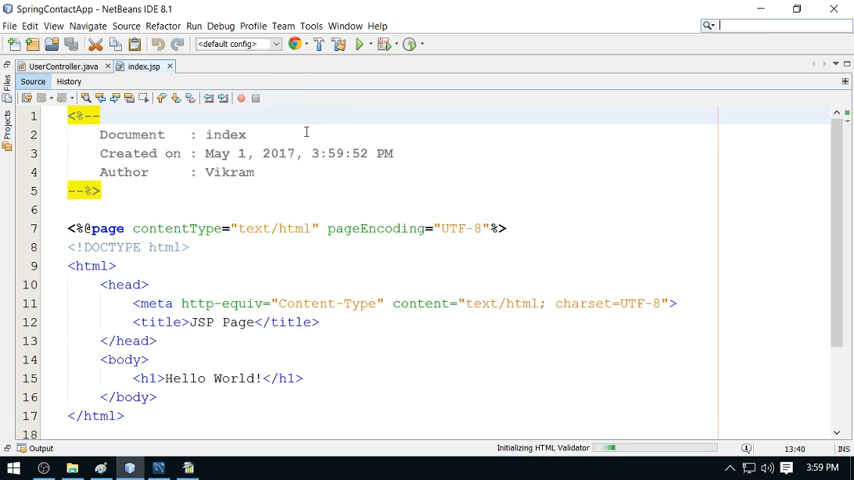 SpringContactApp - NetBeans IDE 8.1
File Edit View Navigate Source Refactor Run Debug Profile Team Tools Window Help
<default config>
UserController.java index.jsp
Source History
Files
Projects
1 <%--
2 Document : index
3 Created on : May 1, 2017, 3:59:52 PM
4 Author : Vikram
5 --%>
6
7 <%@page contentType="text/html" pageEncoding="UTF-8"%>
8 <!DOCTYPE html>
9 <html>
10 <head>
11 <meta http-equiv="Content-Type" content="text/html; charset=UTF-8">
12 <title>JSP Page</title>
13 </head>
14 <body>
15 <h1>Hello World!</h1>
16 </body>
17 </html>
18
Output Initializing HTML Validator 1 13:40 INS
3:59 PM